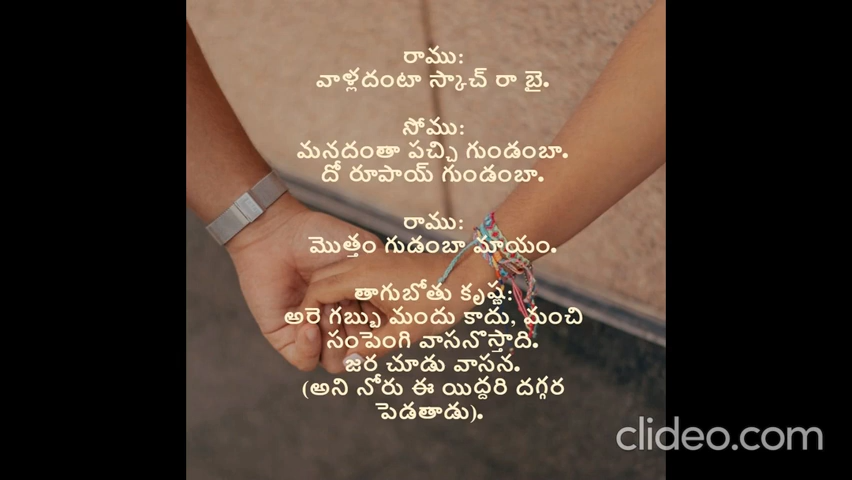 రాము:
వాళ్లదంటా స్కాచ్ రా బై.
సోము:
మనదంతా పచ్చి గుండంబా.
దో రూపాయ్ గుండంబా.
రాము:
మొత్తం గుడంబా మాయం.
తాగుబోతు కృష్ణ:
అరె గబ్బు మందు కాదు, మంచి
సంపెంగి వాసనొస్తాది.
జర చూడు వాసన.
(అని నోరు ఈ యిద్దరి దగ్గర
పెడతాడు).
clideo.com